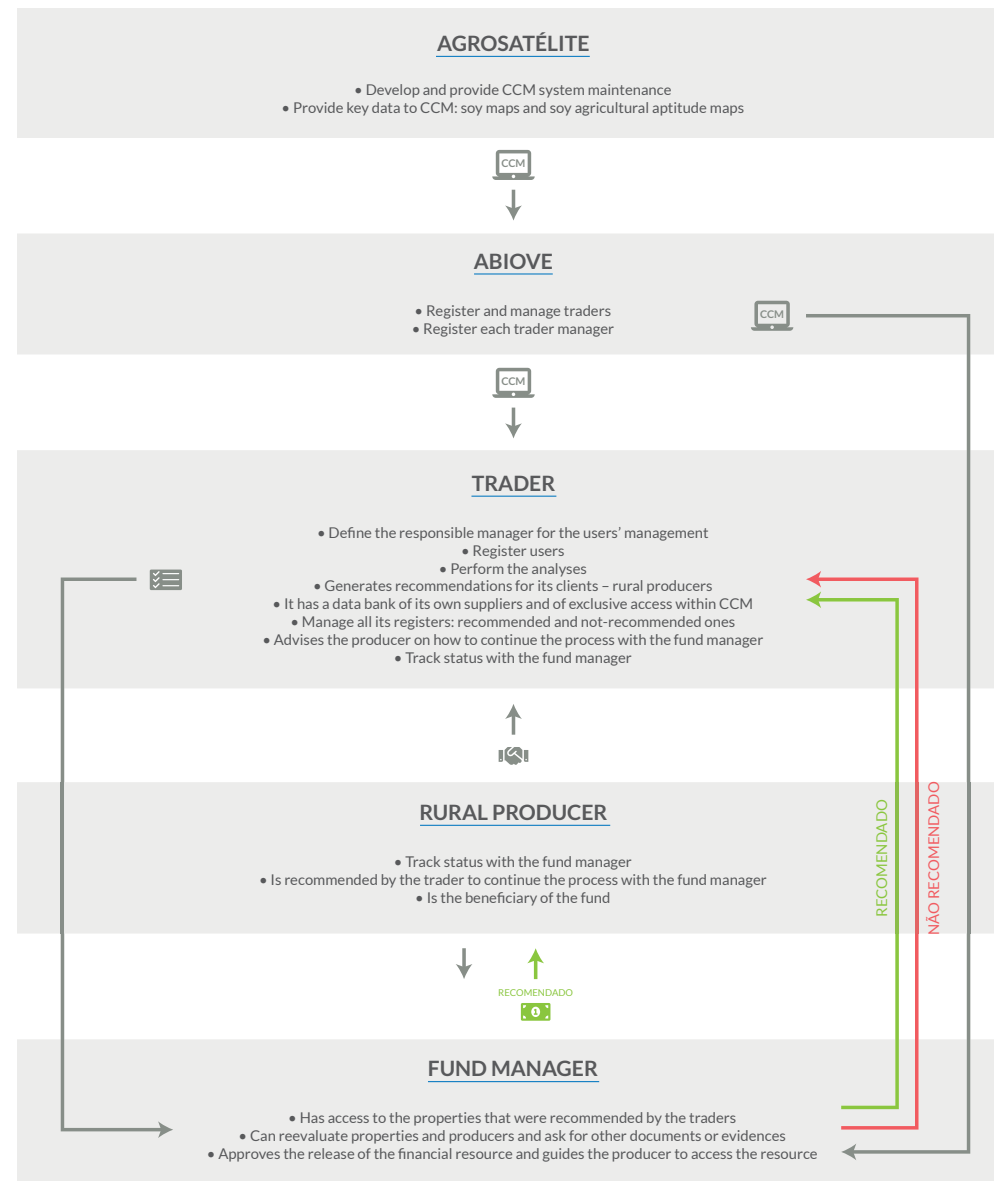 AGROSATÉLITE
• Develop and provide CCM system maintenance
• Provide key data to CCM: soy maps and soy agricultural aptitude maps
CCM
ABIOVE
• Register and manage traders
• Register each trader manager
CCM
CCM
TRADER
• Define the responsible manager for the users' management
• Register users
• Perform the analyses
• Generates recommendations for its clients – rural producers
• It has a data bank of its own suppliers and of exclusive access within CCM
• Manage all its registers: recommended and not-recommended ones
• Advises the producer on how to continue the process with the fund manager
• Track status with the fund manager
RURAL PRODUCER
• Track status with the fund manager
• Is recommended by the trader to continue the process with the fund manager
• Is the beneficiary of the fund
RECOMENDADO
NÃO RECOMENDADO
RECOMENDADO
1
FUND MANAGER
• Has access to the properties that were recommended by the traders
• Can reevaluate properties and producers and ask for other documents or evidences
• Approves the release of the financial resource and guides the producer to access the resource